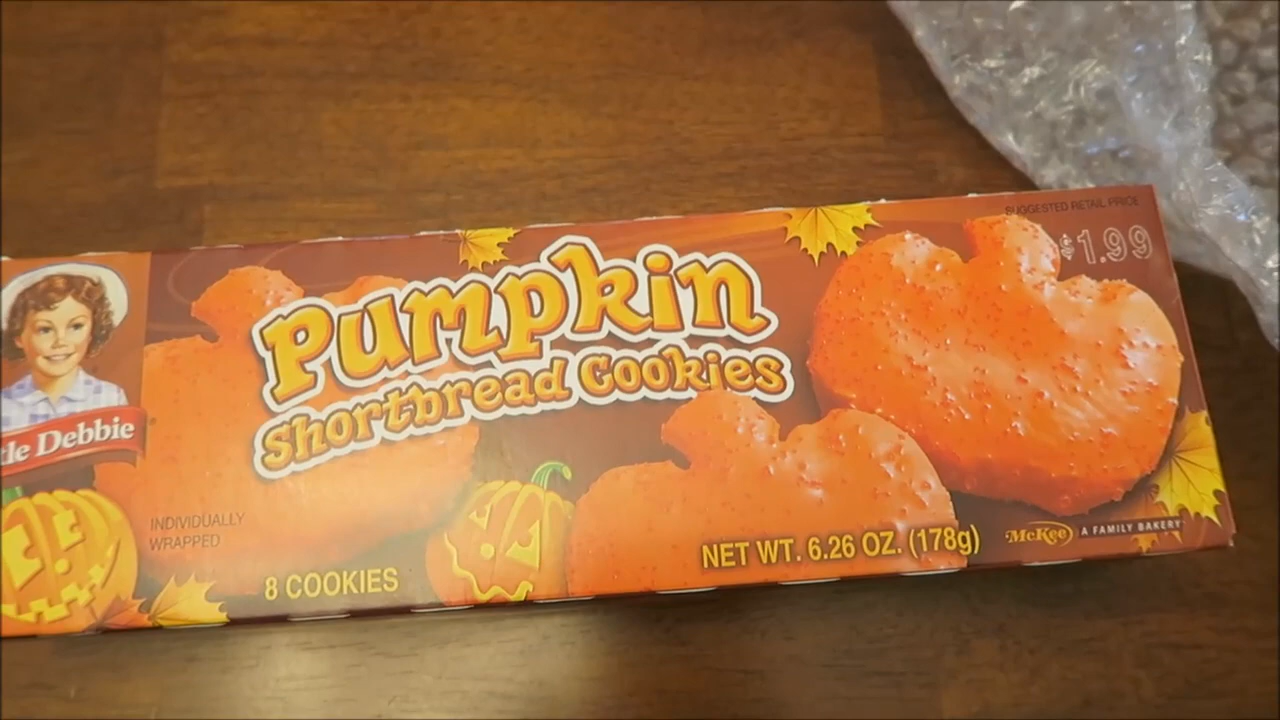 SUGGESTED RETAIL PRICE
$1.99
Pumpkin
Shortbread Cookies
tle Debbie
INDIVIDUALLY
WRAPPED
8 COOKIES
NET WT. 6.26 OZ. (178g)
McKee A FAMILY BAKERY